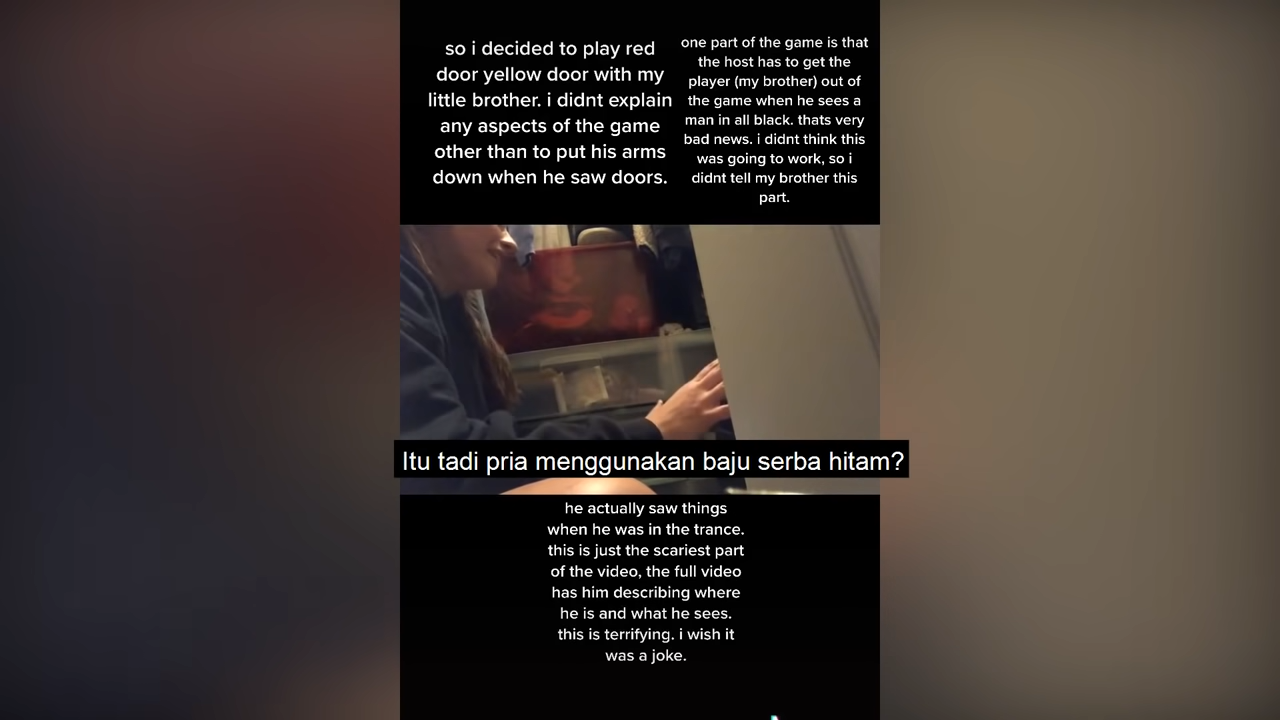 so i decided to play red
door yellow door with my
little brother. i didnt explain
any aspects of the game
other than to put his arms
down when he saw doors.
one part of the game is that
the host has to get the
player (my brother) out of
the game when he sees a
man in all black. thats very
bad news. i didnt think this
was going to work, so i
didnt tell my brother this
part.
Itu tadi pria menggunakan baju serba hitam?
he actually saw things
when he was in the trance.
this is just the scariest part
of the video, the full video
has him describing where
he is and what he sees.
this is terrifying. i wish it
was a joke.